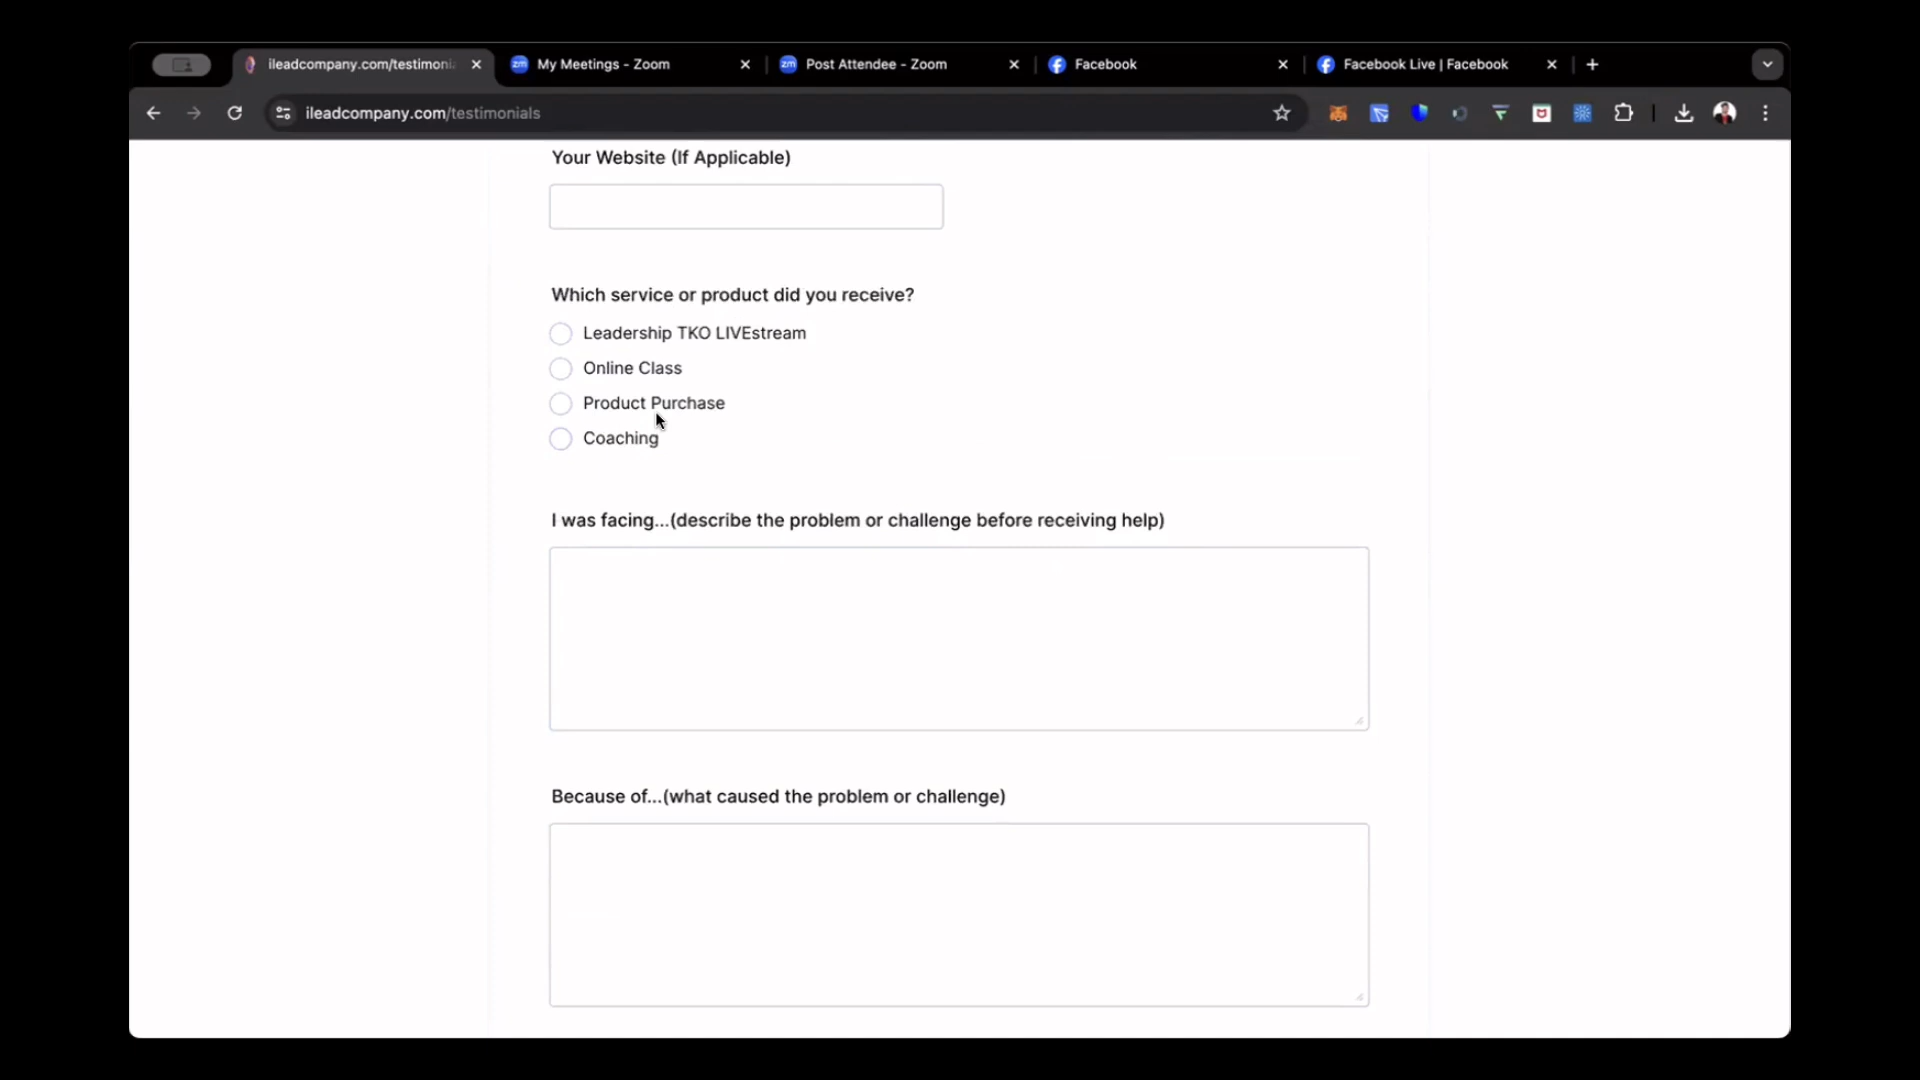 ileadcompany.com/testimoni
My Meetings - Zoom
Post Attendee - Zoom
Facebook
Facebook Live | Facebook
ileadcompany.com/testimonials
Your Website (If Applicable)
Which service or product did you receive?
Leadership TKO LIVEstream
Online Class
Product Purchase
Coaching
I was facing...(describe the problem or challenge before receiving help)
Because of...(what caused the problem or challenge)